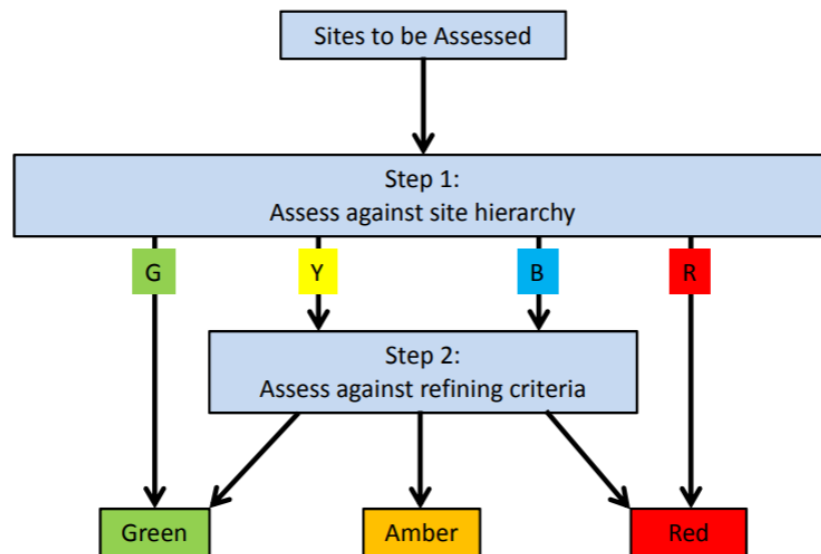 Sites to be Assessed
Step 1:
Assess against site hierarchy
G
Y
B
R
Step 2:
Assess against refining criteria
Green
Amber
Red